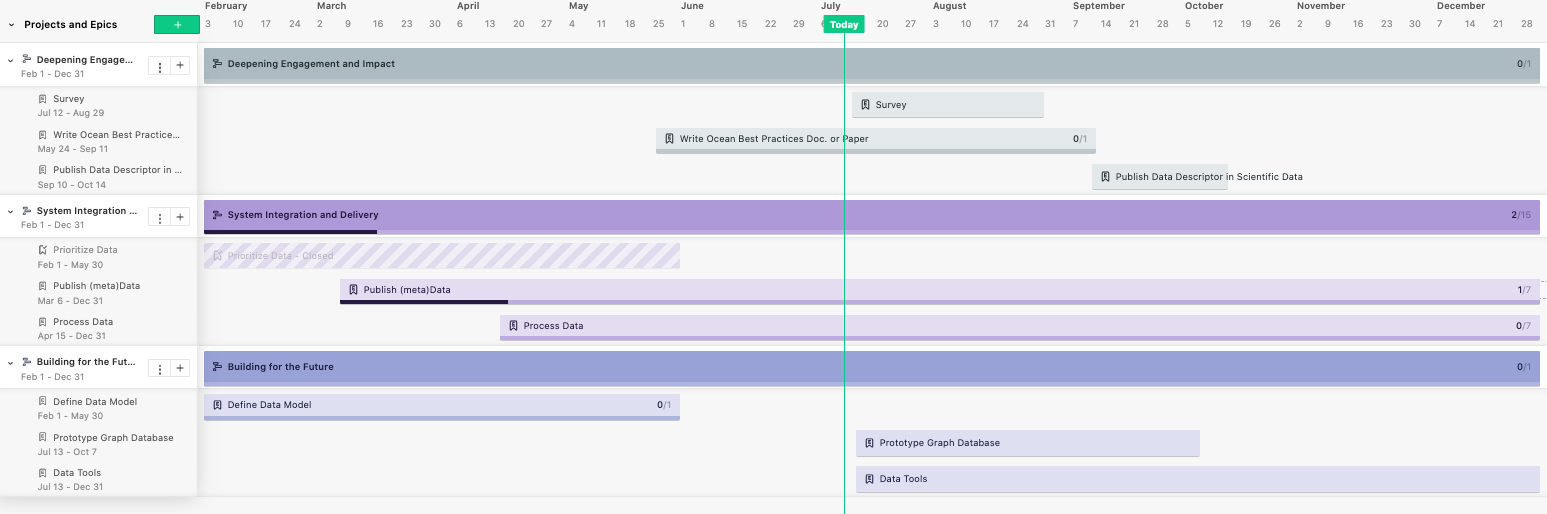 February March April May June July August September October November December
Projects and Epics
+
3 10 17 24 2 9 16 23 30 6 13 20 27 4 11 18 25 1 8 15 22 29 6 Today 20 27 3 10 17 24 31 7 14 21 28 5 12 19 26 2 9 16 23 30 7 14 21 28
Deepening Engage...
Feb 1 - Dec 31
+
Deepening Engagement and Impact 0/1
Survey
Jul 12 - Aug 29
Survey
Write Ocean Best Practice...
May 24 - Sep 11
Write Ocean Best Practices Doc. or Paper 0/1
Publish Data Descriptor in ...
Sep 10 - Oct 14
Publish Data Descriptor in Scientific Data
System Integration ...
Feb 1 - Dec 31
+
System Integration and Delivery 2/15
Prioritize Data
Feb 1 - May 30
Prioritize Data - Closed
Publish (meta)Data
Mar 6 - Dec 31
Publish (meta)Data 1/7
Process Data
Apr 15 - Dec 31
Process Data 0/7
Building for the Fut...
Feb 1 - Dec 31
+
Building for the Future 0/1
Define Data Model
Feb 1 - May 30
Define Data Model 0/1
Prototype Graph Database
Jul 13 - Oct 7
Prototype Graph Database
Data Tools
Jul 13 - Dec 31
Data Tools